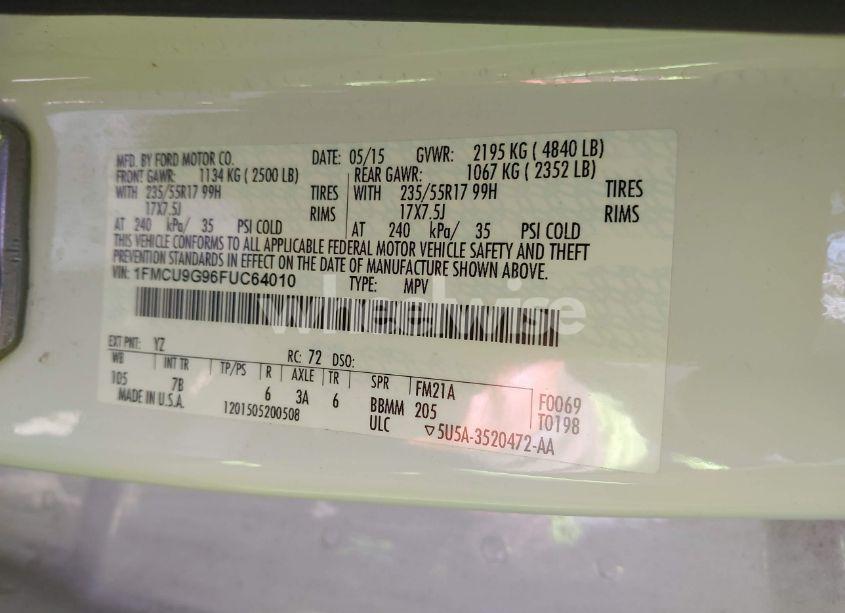 MFD. BY FORD MOTOR CO. DATE: 05/15 GVWR: 2195 KG ( 4840 LB)
FRONT GAWR: 1134 KG ( 2500 LB) REAR GAWR: 1067 KG ( 2352 LB)
WITH 235/55R17 99H TIRES WITH 235/55R17 99H TIRES
17X7.5J RIMS 17X7.5J RIMS
AT 240 kPa/ 35 PSI COLD AT 240 kPa/ 35 PSI COLD
THIS VEHICLE CONFORMS TO ALL APPLICABLE FEDERAL MOTOR VEHICLE SAFETY AND THEFT
PREVENTION STANDARDS IN EFFECT ON THE DATE OF MANUFACTURE SHOWN ABOVE.
VIN: 1FMCU9G96FUC64010 TYPE: MPV
wheelwise
EXT PNT: YZ RC: 72 DSO:
WB INT TR TP/PS R AXLE TR SPR FM21A F0069
105 7B 6 3A 6 BBMM 205 T0198
MADE IN U.S.A. 1201505200508 ULC ▽5U5A-3520472-AA